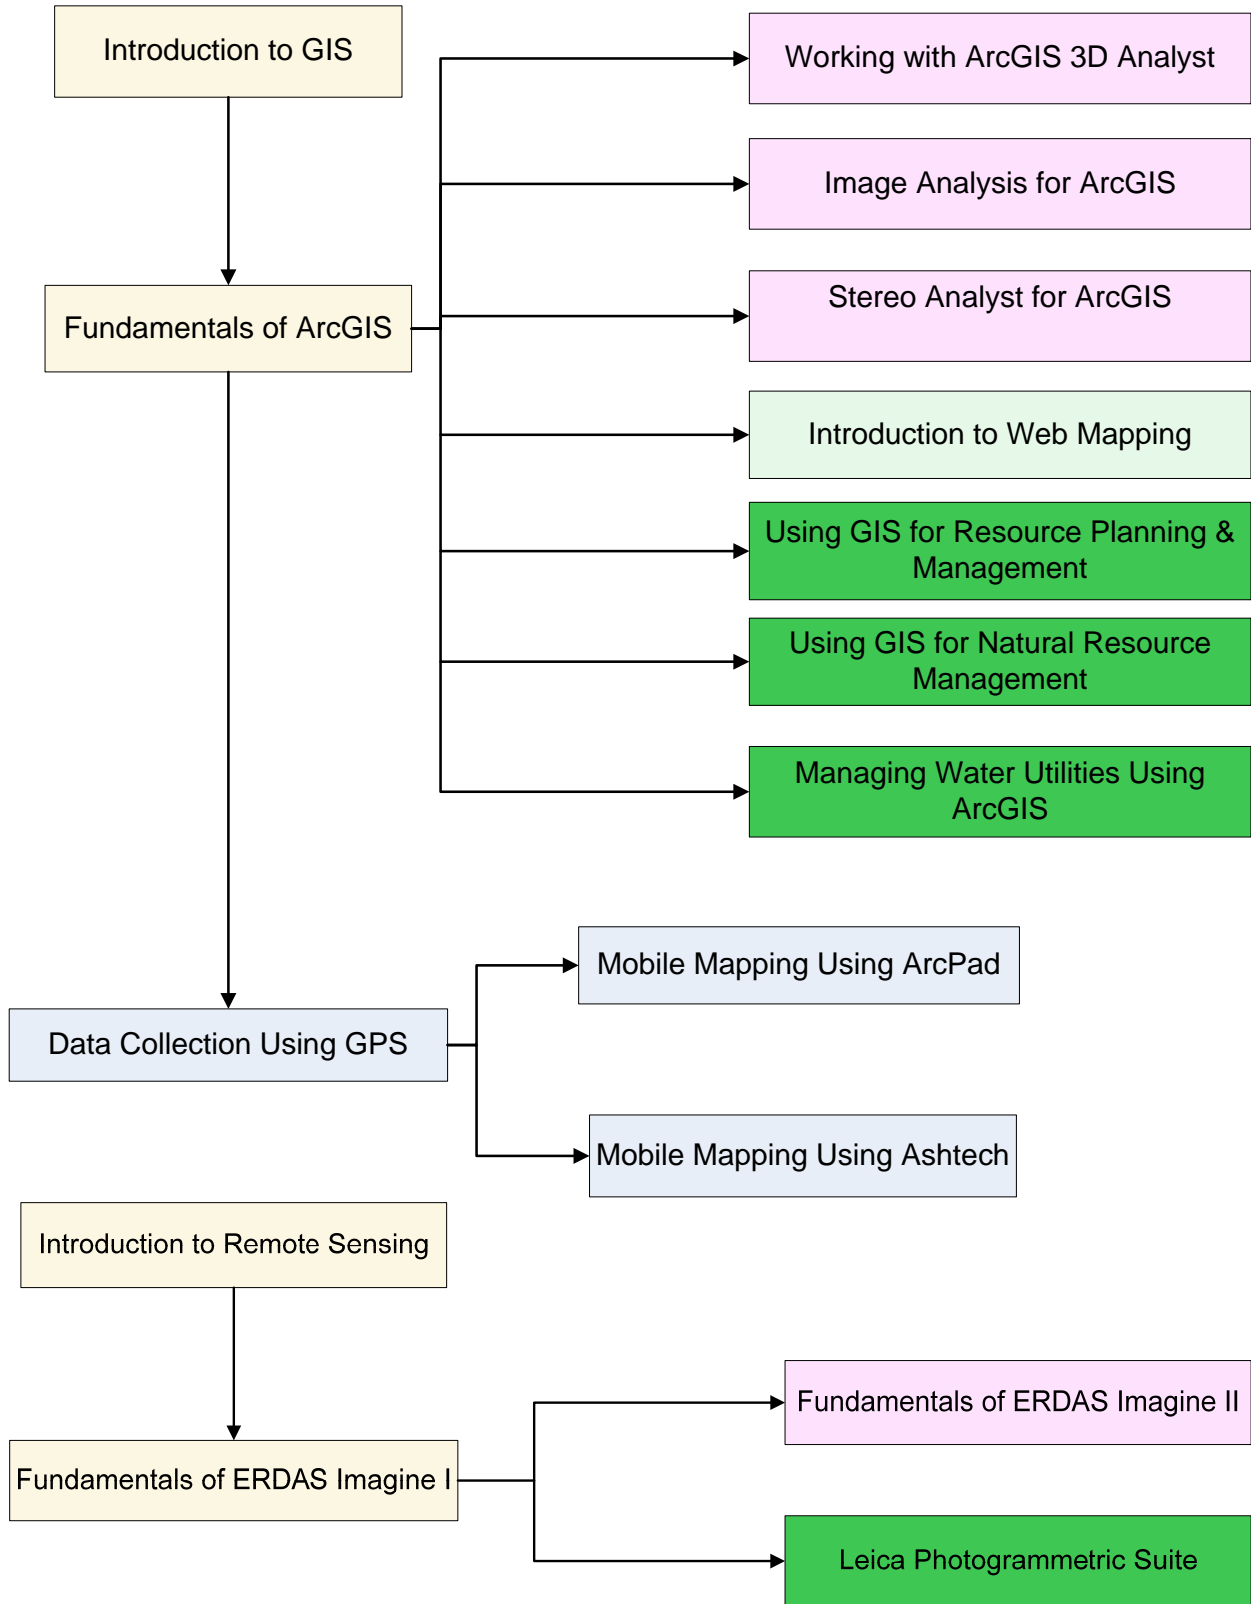 Introduction to GIS
Working with ArcGIS 3D Analyst
Image Analysis for ArcGIS
Stereo Analyst for ArcGIS
Fundamentals of ArcGIS
Introduction to Web Mapping
Using GIS for Resource Planning &
Management
Using GIS for Natural Resource
Management
Managing Water Utilities Using
ArcGIS
Mobile Mapping Using ArcPad
Data Collection Using GPS
Mobile Mapping Using Ashtech
Introduction to Remote Sensing
Fundamentals of ERDAS Imagine II
Fundamentals of ERDAS Imagine I
Leica Photogrammetric Suite